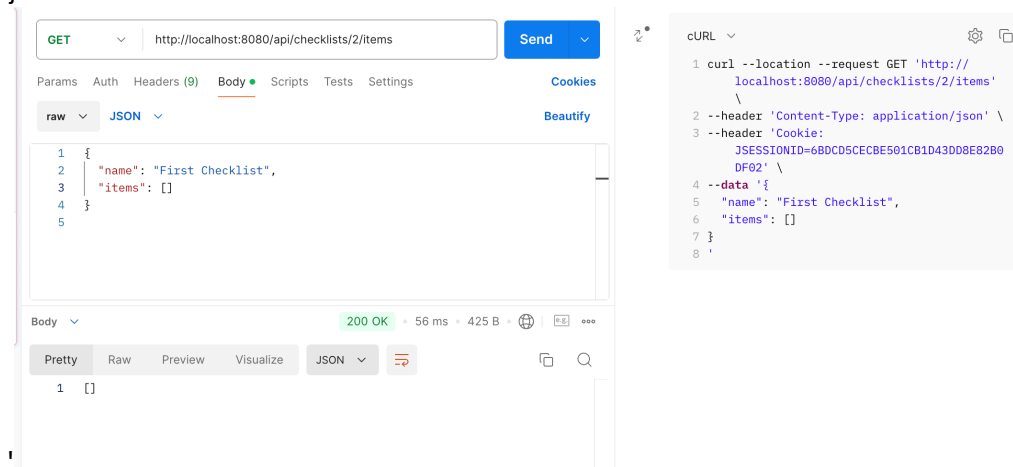 GET http://localhost:8080/api/checklists/2/items Send
Params Auth Headers (9) Body Scripts Tests Settings Cookies
raw JSON Beautify
1 {
2 "name": "First Checklist",
3 "items": []
4 }
5
Body 200 OK 56 ms 425 B e.g.
Pretty Raw Preview Visualize JSON
1 []
cURL
1 curl --location --request GET 'http://
localhost:8080/api/checklists/2/items'
\
2 --header 'Content-Type: application/json' \
3 --header 'Cookie:
JSESSIONID=6BDCD5CECBE501CB1D43DD8E82B0
DF02' \
4 --data '{
5 "name": "First Checklist",
6 "items": []
7 }
8 '